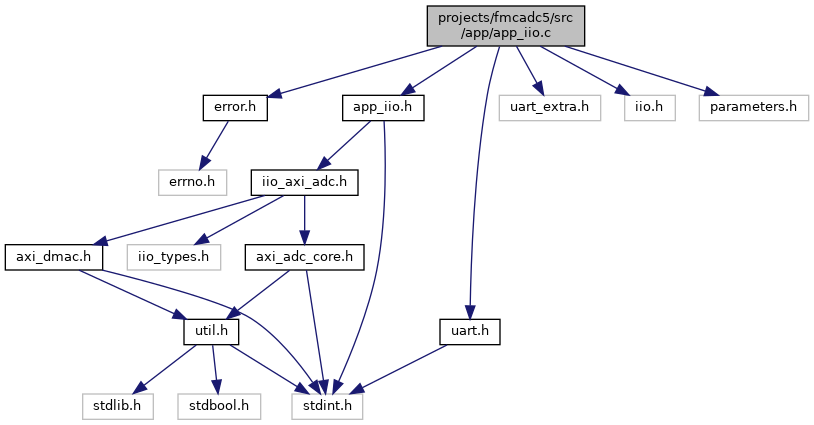 projects/fmcadc5/src
/app/app_iio.c
error.h
app_iio.h
uart_extra.h
iio.h
parameters.h
errno.h
iio_axi_adc.h
axi_dmac.h
iio_types.h
axi_adc_core.h
util.h
uart.h
stdlib.h
stdbool.h
stdint.h